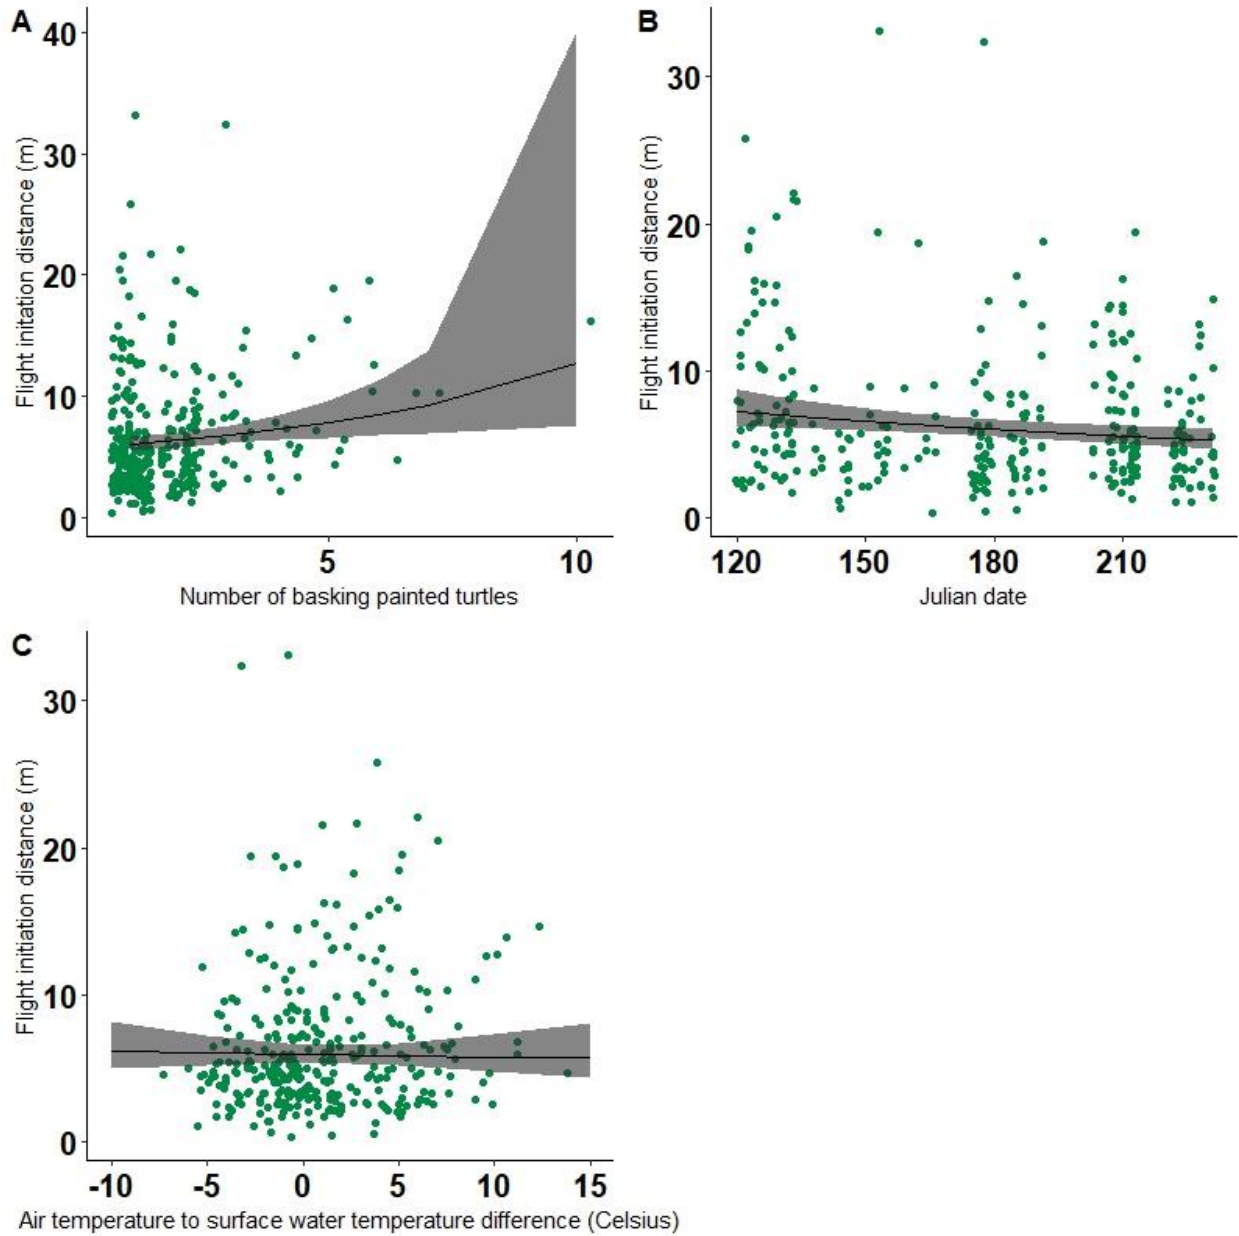 A
Flight initation distance (m)
40
30
20
10
0
5
10
Number of basking painted turtles
B
Flight initiation distance (m)
30
20
10
0
120
150
180
210
Julian date
C
Flight initiation distance (m)
30
20
10
0
-10
-5
0
5
10
15
Air temperature to surface water temperature difference (Celsius)